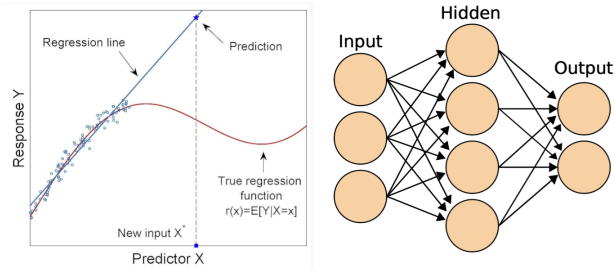 Regression line
Prediction
Response Y
True regression
function
r(x)=E[Y|X=x]
New input X*
Predictor X
Hidden
Input
Output